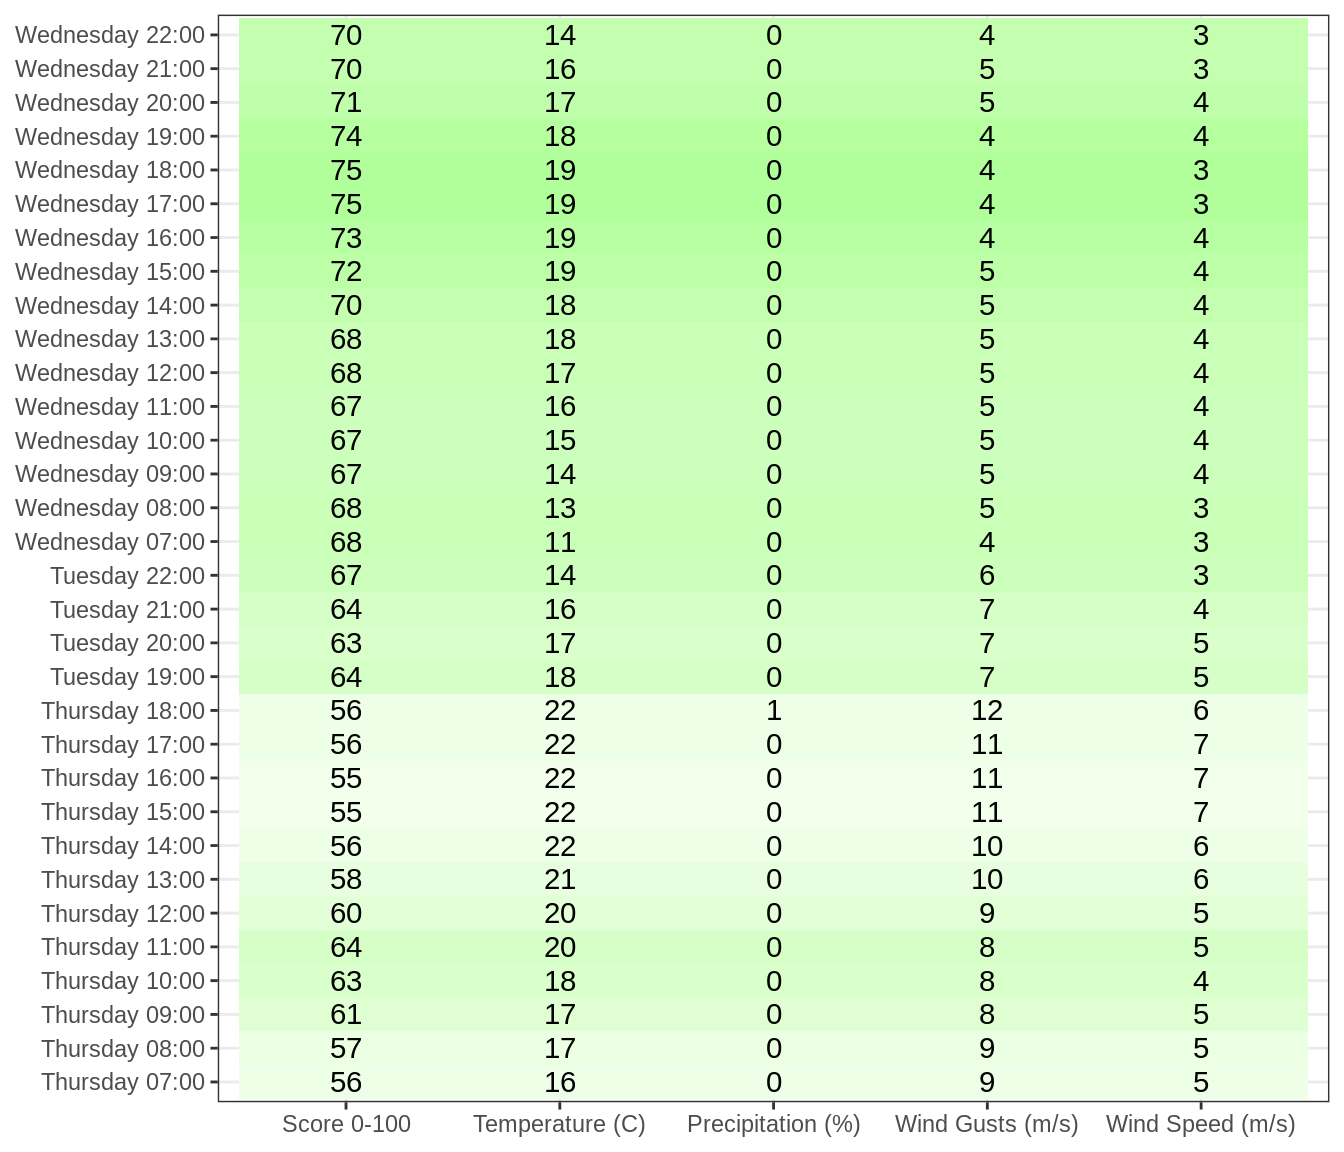 Wednesday 22:00 70 14 0 4 3
Wednesday 21:00 70 16 0 5 3
Wednesday 20:00 71 17 0 5 4
Wednesday 19:00 74 18 0 4 4
Wednesday 18:00 75 19 0 4 3
Wednesday 17:00 75 19 0 4 3
Wednesday 16:00 73 19 0 4 4
Wednesday 15:00 72 19 0 5 4
Wednesday 14:00 70 18 0 5 4
Wednesday 13:00 68 18 0 5 4
Wednesday 12:00 68 17 0 5 4
Wednesday 11:00 67 16 0 5 4
Wednesday 10:00 67 15 0 5 4
Wednesday 09:00 67 14 0 5 4
Wednesday 08:00 68 13 0 5 3
Wednesday 07:00 68 11 0 4 3
Tuesday 22:00 67 14 0 6 3
Tuesday 21:00 64 16 0 7 4
Tuesday 20:00 63 17 0 7 5
Tuesday 19:00 64 18 0 7 5
Thursday 18:00 56 22 1 12 6
Thursday 17:00 56 22 0 11 7
Thursday 16:00 55 22 0 11 7
Thursday 15:00 55 22 0 11 7
Thursday 14:00 56 22 0 10 6
Thursday 13:00 58 21 0 10 6
Thursday 12:00 60 20 0 9 5
Thursday 11:00 64 20 0 8 5
Thursday 10:00 63 18 0 8 4
Thursday 09:00 61 17 0 8 5
Thursday 08:00 57 17 0 9 5
Thursday 07:00 56 16 0 9 5
Score 0-100 Temperature (C) Precipitation (%) Wind Gusts (m/s) Wind Speed (m/s)